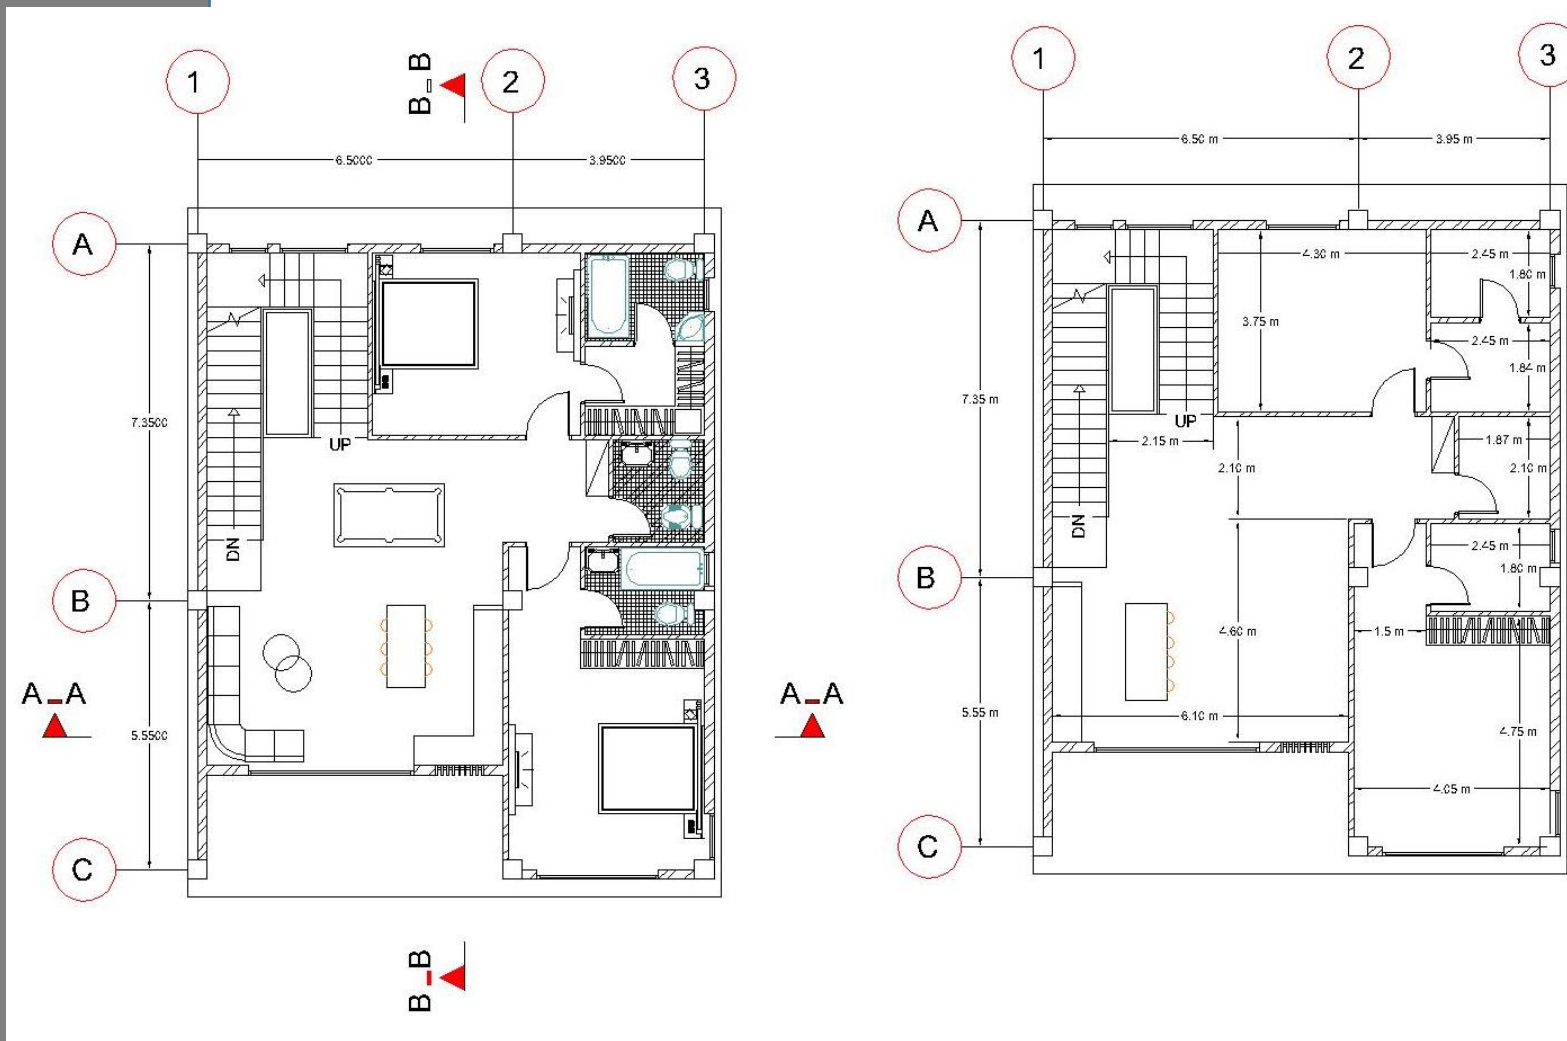 1
2
3
B_B
6.5000
3.9500
A
B
C
7.3500
5.5500
UP
DN
A_A
A_A
B_B
1
2
3
6.50 m
3.95 m
A
B
C
7.35 m
5.55 m
4.30 m
2.45 m
1.80 m
3.75 m
2.45 m
1.84 m
UP
2.15 m
2.10 m
1.87 m
2.10 m
DN
2.45 m
1.80 m
4.60 m
1.5 m
6.10 m
4.75 m
4.05 m